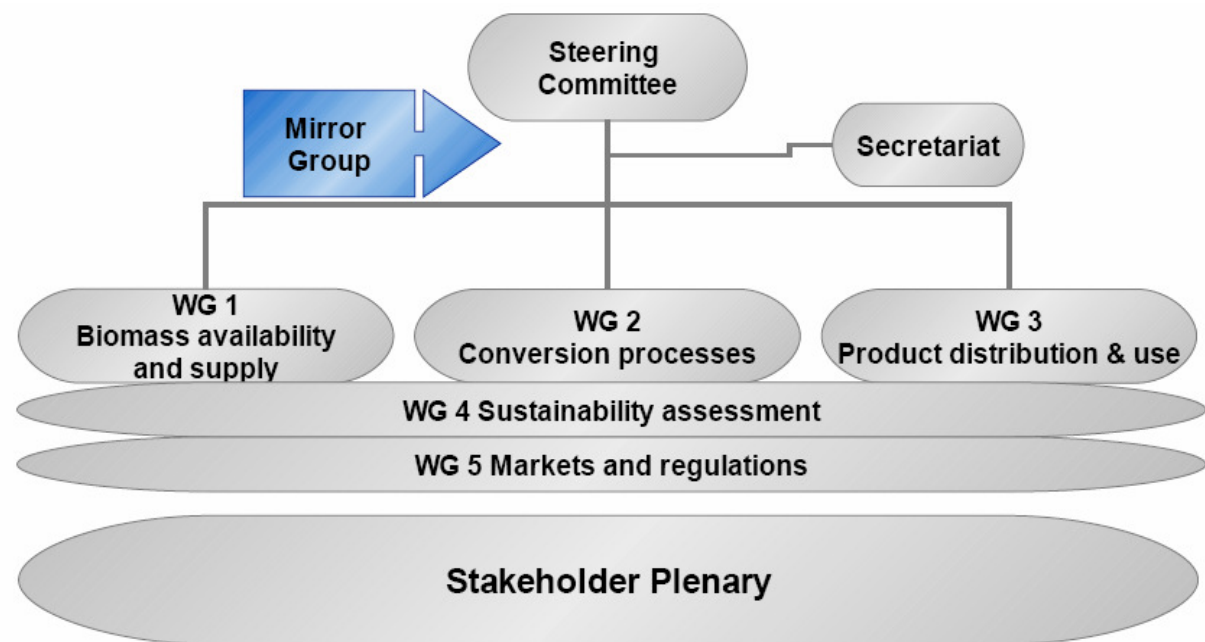 Steering
Committee
Mirror
Group
Secretariat
WG 1
Biomass availability
and supply
WG 2
Conversion processes
WG 3
Product distribution & use
WG 4 Sustainability assessment
WG 5 Markets and regulations
Stakeholder Plenary